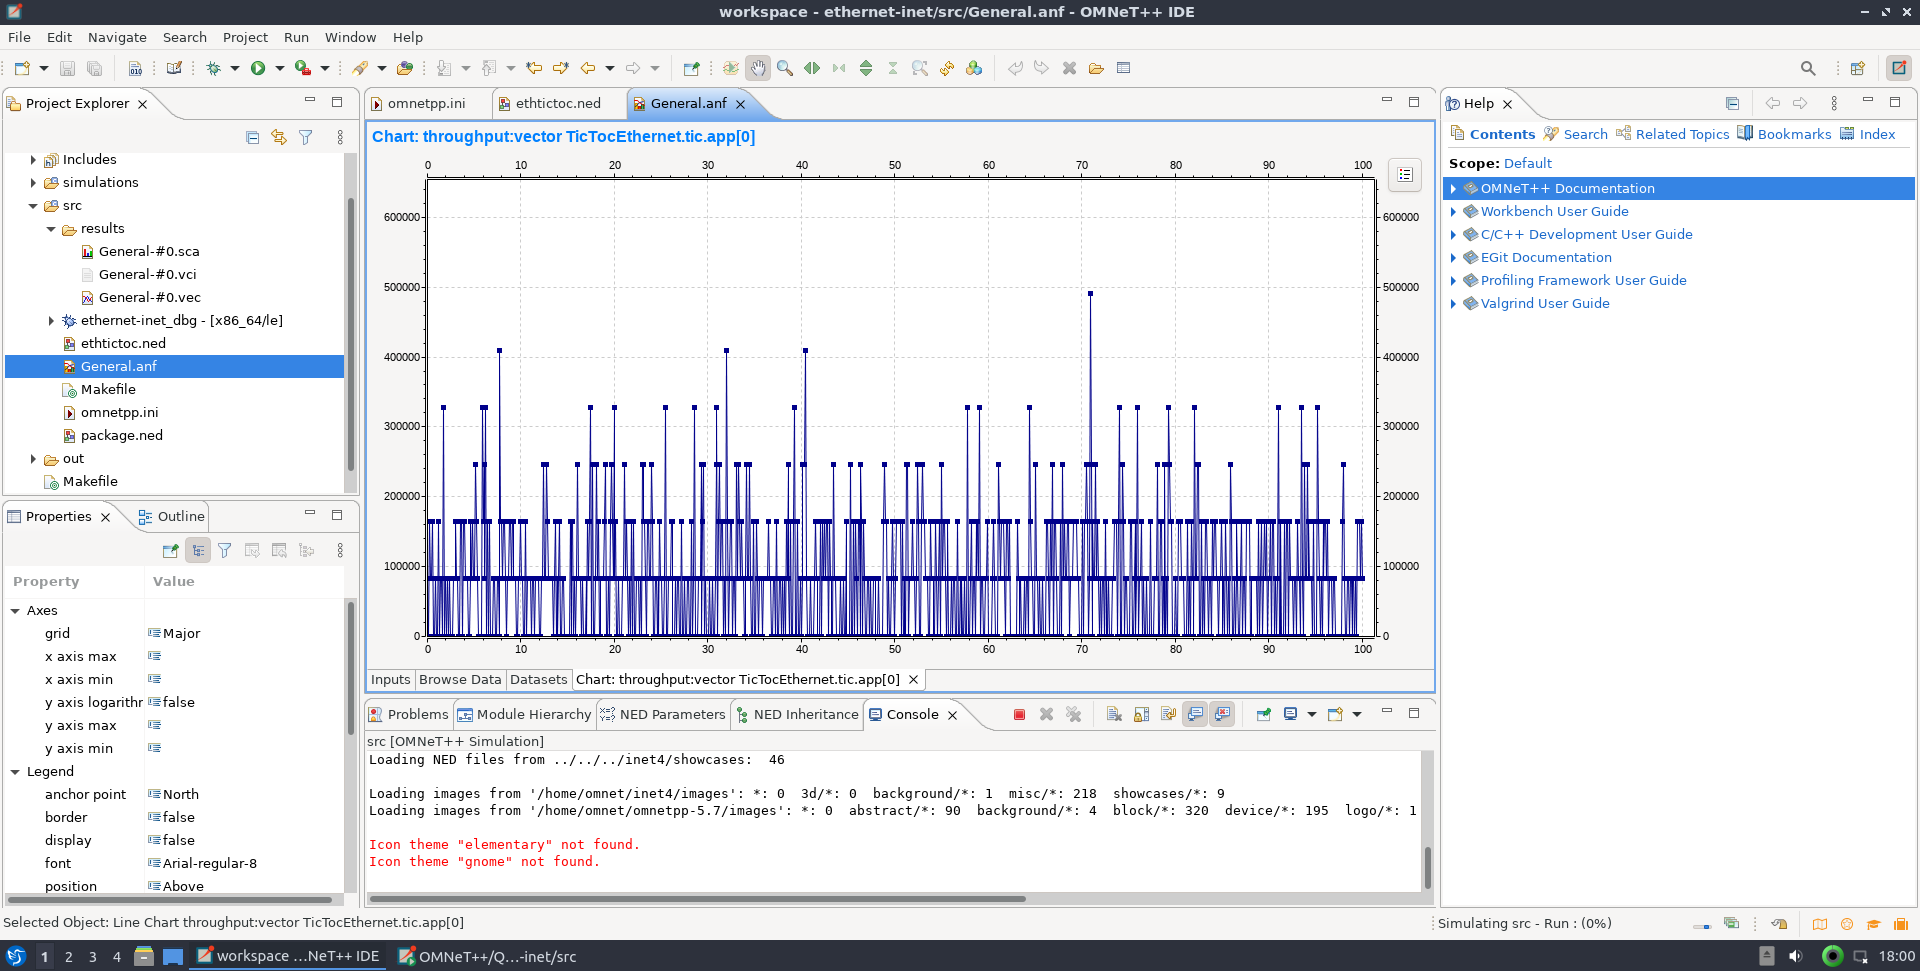 workspace - ethernet-inet/src/General.anf - OMNeT++ IDE
File Edit Navigate Search Project Run Window Help
Project Explorer
Includes
simulations
src
results
General-#0.sca
General-#0.vci
General-#0.vec
ethernet-inet_dbg - [x86_64/le]
ethtictoc.ned
General.anf
Makefile
omnetpp.ini
package.ned
out
Makefile
Properties Outline
Property Value
Axes
grid Major
x axis max
x axis min
y axis logarithr false
y axis max
y axis min
Legend
anchor point North
border false
display false
font Arial-regular-8
position Above
omnetpp.ini ethtictoc.ned General.anf
Chart: throughput:vector TicTocEthernet.tic.app[0]
0 10 20 30 40 50 60 70 80 90 100
600000 600000
500000 500000
400000 400000
300000 300000
200000 200000
100000 100000
0 0
0 10 20 30 40 50 60 70 80 90 100
Inputs Browse Data Datasets Chart: throughput:vector TicTocEthernet.tic.app[0]
Problems Module Hierarchy NED Parameters NED Inheritance Console
src [OMNeT++ Simulation]
Loading NED files from ../../../inet4/showcases:  46
Loading images from '/home/omnet/inet4/images': *: 0  3d/*: 0  background/*: 1  misc/*: 218  showcases/*: 9
Loading images from '/home/omnet/omnetpp-5.7/images': *: 0  abstract/*: 90  background/*: 4  block/*: 320  device/*: 195  logo/*: 1
Icon theme "elementary" not found.
Icon theme "gnome" not found.
Help
Contents Search Related Topics Bookmarks Index
Scope: Default
OMNeT++ Documentation
Workbench User Guide
C/C++ Development User Guide
EGit Documentation
Profiling Framework User Guide
Valgrind User Guide
Selected Object: Line Chart throughput:vector TicTocEthernet.tic.app[0]
Simulating src - Run : (0%)
1 2 3 4 workspace ...NeT++ IDE OMNeT++/Q...-inet/src 18:00